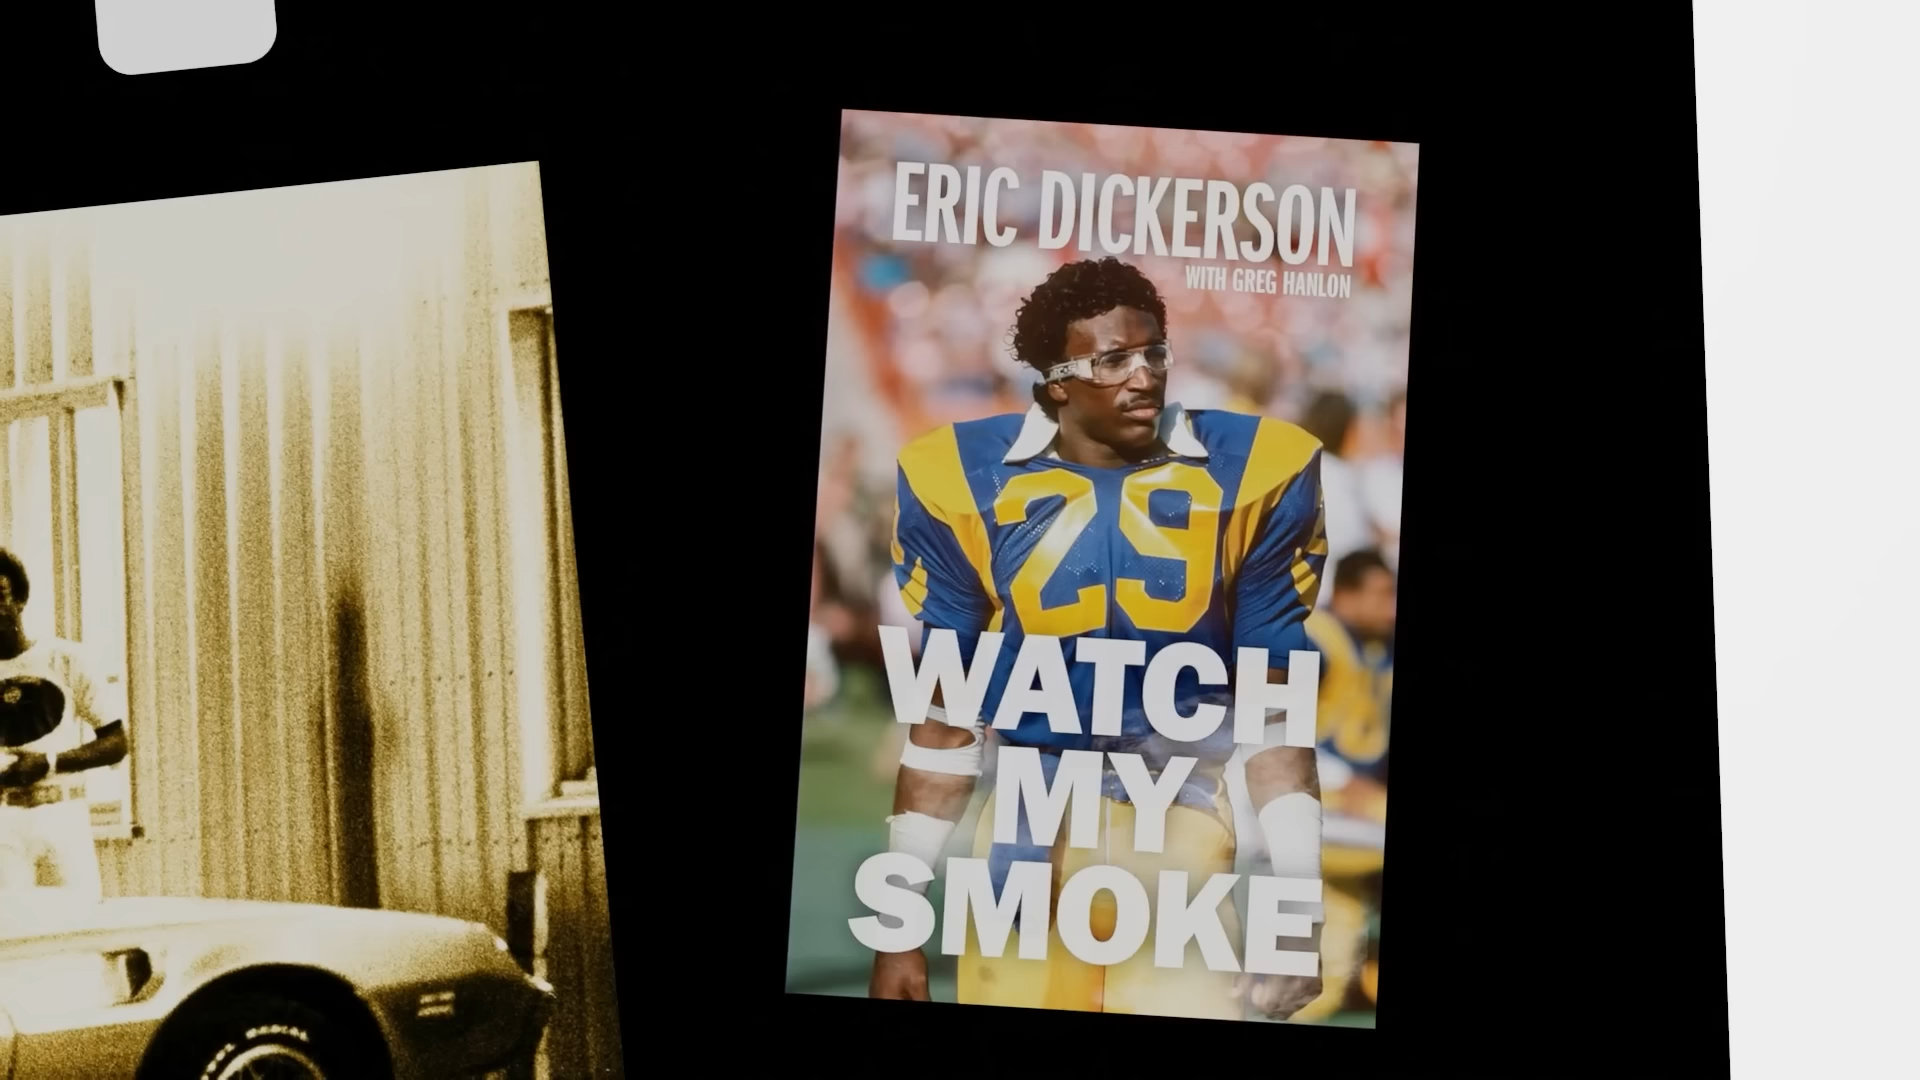 ERIC DICKERSON
WITH GREG HANLON
29
WATCH
MY
SMOKE